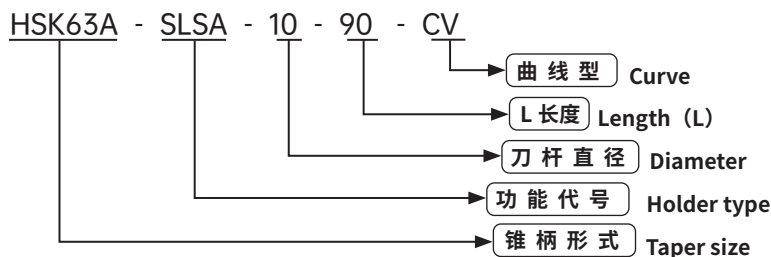 HSK63A - SLSA - 10 - 90 - CV
曲线型 Curve
L 长度 Length（L）
刀杆直径 Diameter
功能代号 Holder type
锥柄形式 Taper size